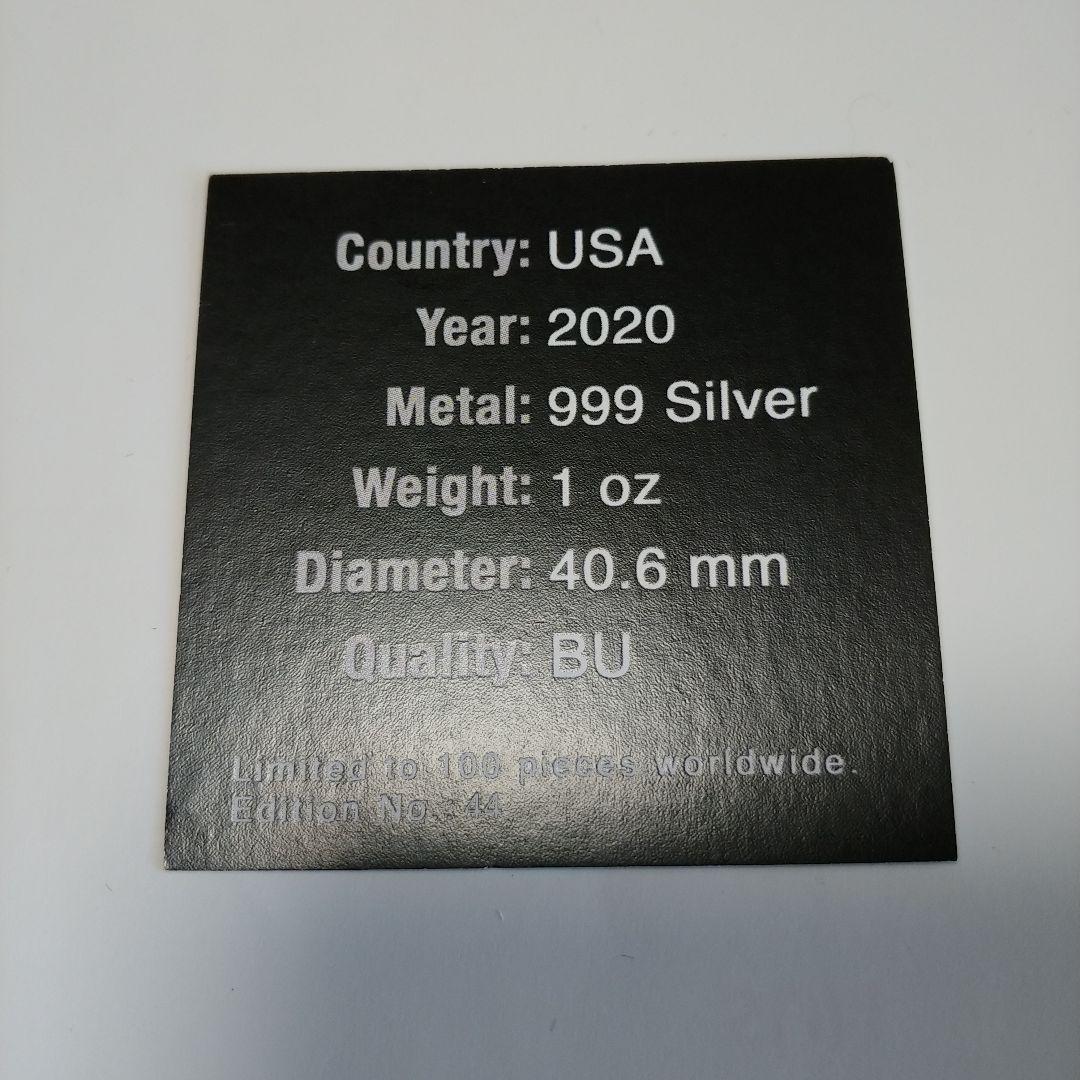 Country: USA
Year: 2020
Metal: 999 Silver
Weight: 1 oz
Diameter: 40.6 mm
Quality: BU
Limited to 100 pieces worldwide.
Edition No. 44